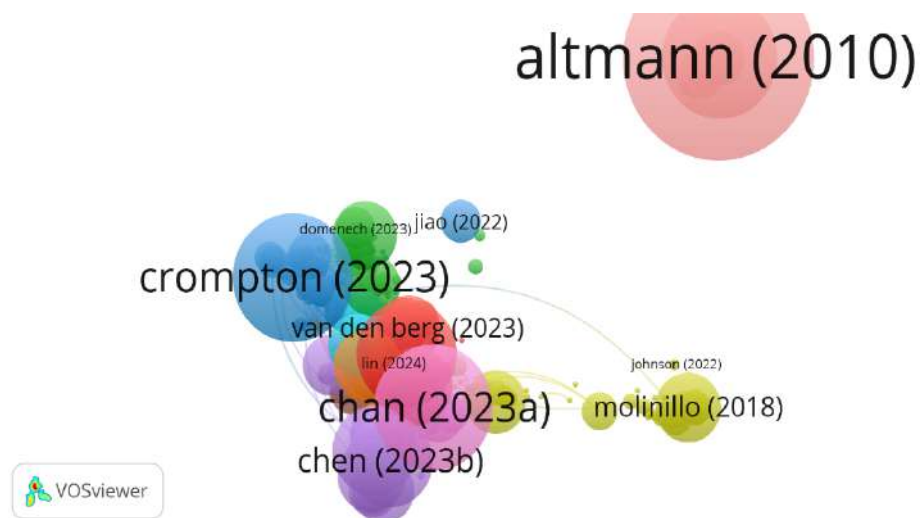 altmann (2010)
domenech (2023)
jiao (2022)
crompton (2023)
van den berg (2023)
lin (2024)
johnson (2022)
chan (2023a)
molinillo (2018)
chen (2023b)
VOSviewer